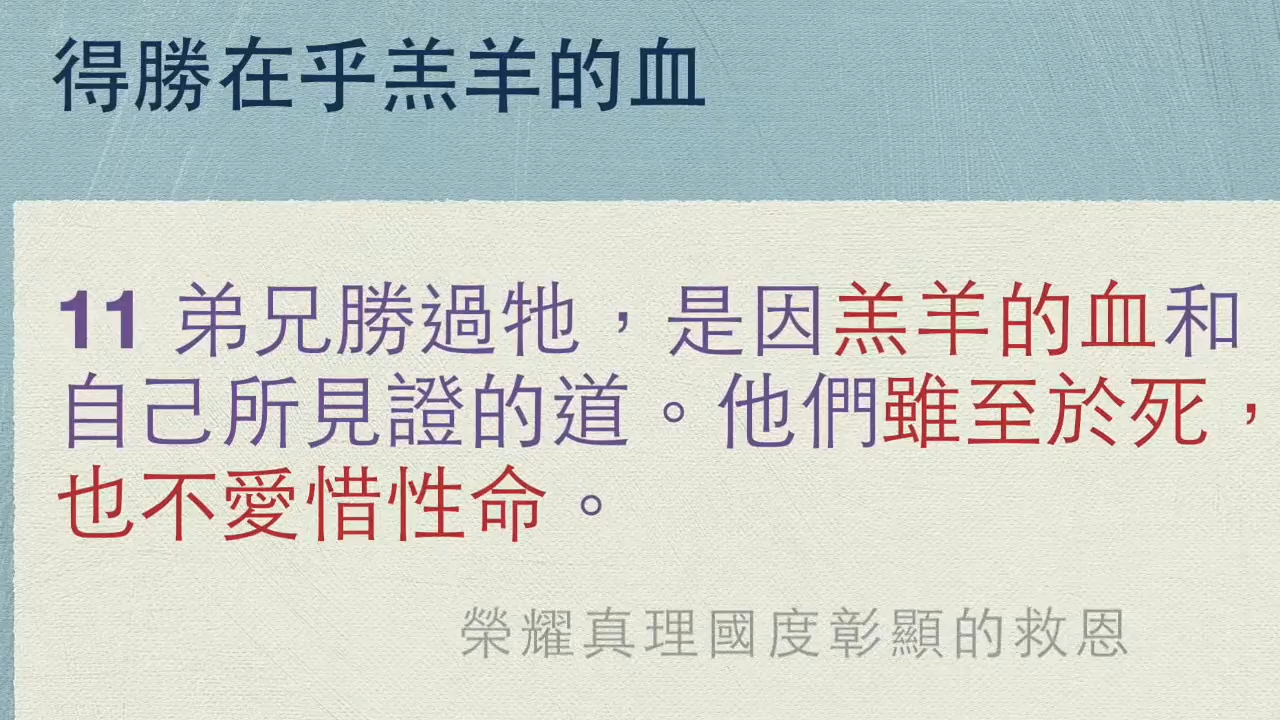 得勝在乎羔羊的血
11 弟兄勝過牠，是因羔羊的血和
自己所見證的道。他們雖至於死，
也不愛惜性命。
榮耀真理國度彰顯的救恩